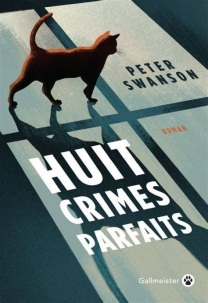 PETER
SWANSON
ROMAN
HUIT
CRIMES
PARFAITS
Gallmeister